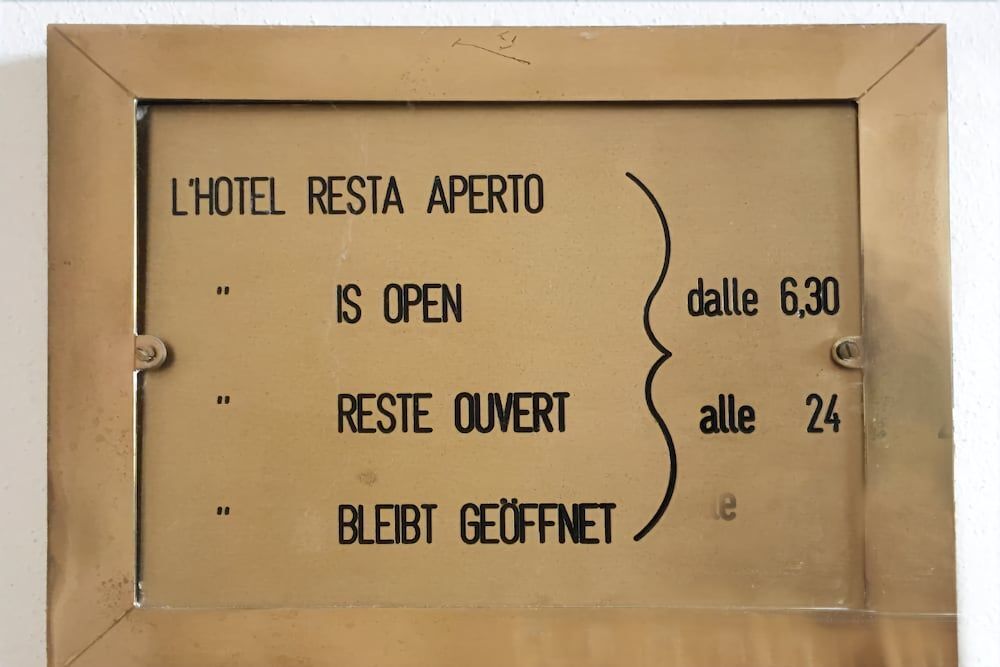 L'HOTEL RESTA APERTO
" IS OPEN dalle 6,30
" RESTE OUVERT alle 24
" BLEIBT GEÖFFNET